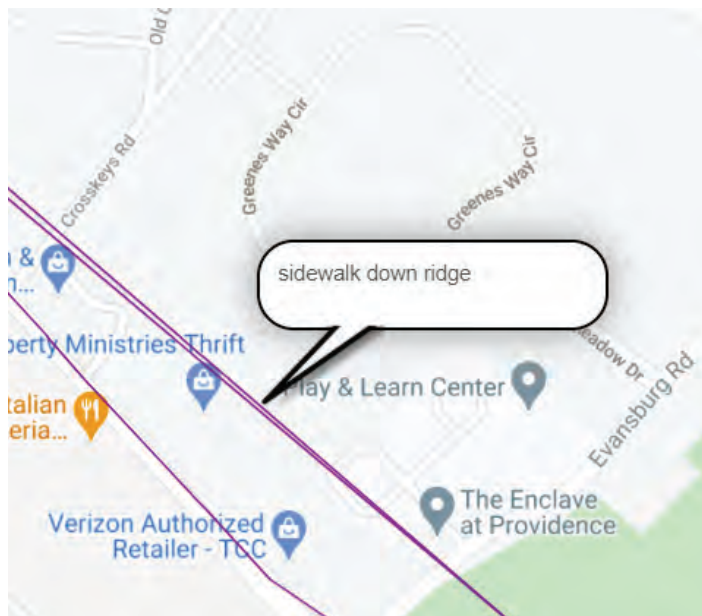 Old
Crosskeys Rd
Greenes Way Cir
Greenes Way Cir
sidewalk down ridge
&
n...
perty Ministries Thrift
Play & Learn Center
eadow Dr
Evansburg Rd
talian
eria...
The Enclave
at Providence
Verizon Authorized
Retailer - TCC